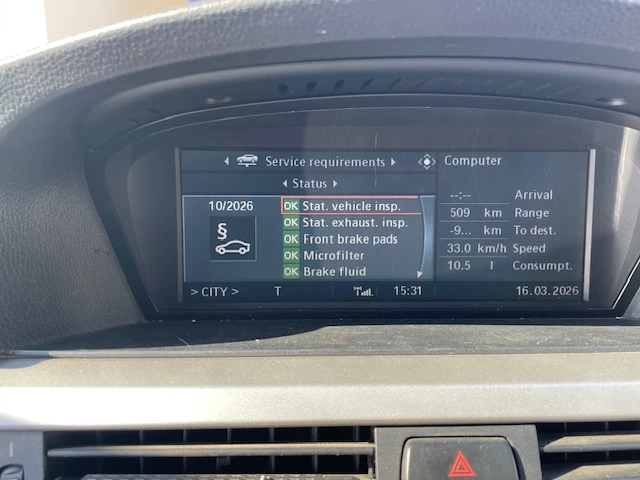 Service requirements
Status
10/2026
§
OK Stat. vehicle insp.
OK Stat. exhaust. insp.
OK Front brake pads
OK Microfilter
OK Brake fluid
Computer
--:-- Arrival
509 km Range
-9... km To dest.
33.0 km/h Speed
10.5 l Consumpt.
> CITY > T 15:31 16.03.2026